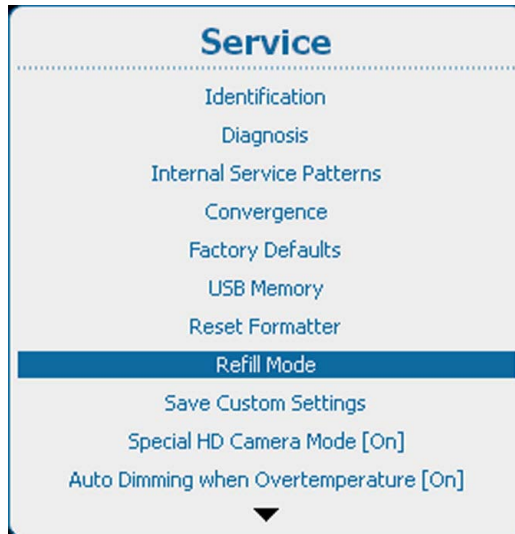 Service
Identification
Diagnosis
Internal Service Patterns
Convergence
Factory Defaults
USB Memory
Reset Formatter
Refill Mode
Save Custom Settings
Special HD Camera Mode [On]
Auto Dimming when Overtemperature [On]